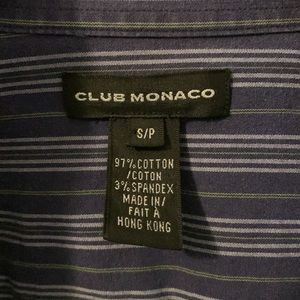 CLUB MONACO
S/P
97% COTTON
/COTON
3% SPANDEX
MADE IN/
FAIT À
HONG KONG